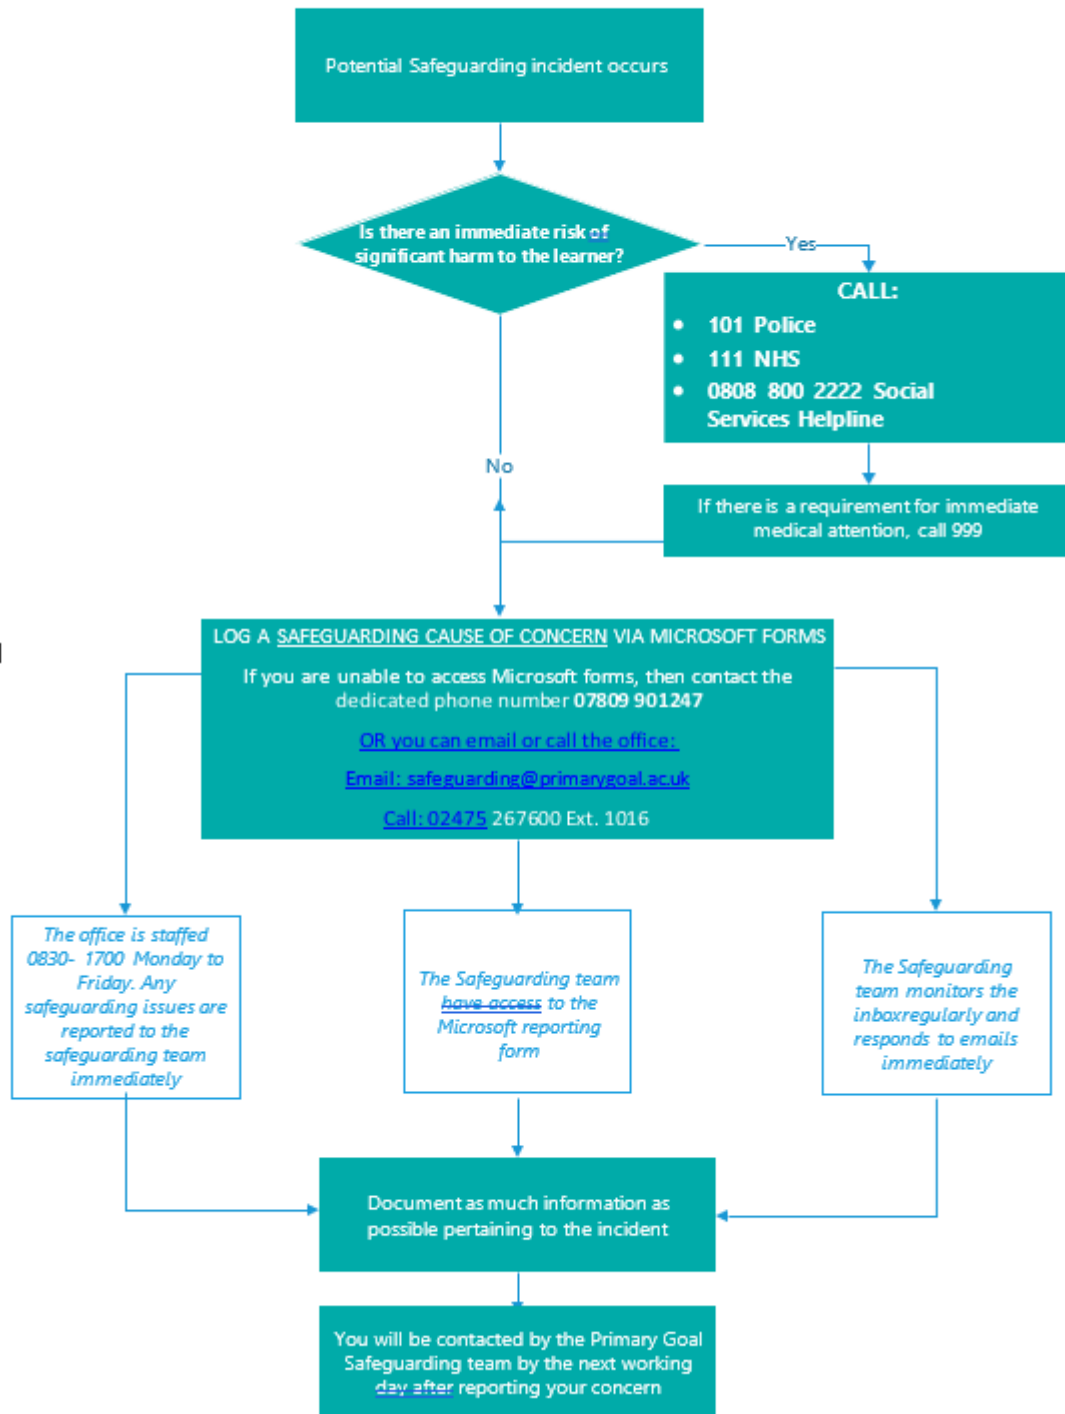 Potential Safeguarding incident occurs
Is there an immediate risk of
significant harm to the learner?
Yes
CALL:
• 101 Police
• 111 NHS
• 0808 800 2222 Social
Services Helpline
No
If there is a requirement for immediate
medical attention, call 999
LOG A SAFEGUARDING CAUSE OF CONCERN VIA MICROSOFT FORMS
If you are unable to access Microsoft forms, then contact the
dedicated phone number 07809 901247
OR you can email or call the office:
Email: safeguarding@primarygoal.ac.uk
Call: 02475 267600 Ext. 1016
The office is staffed
0830- 1700 Monday to
Friday. Any
safeguarding issues are
reported to the
safeguarding team
immediately
The Safeguarding team
have access to the
Microsoft reporting
form
The Safeguarding
team monitors the
inboxregularly and
responds to emails
immediately
Document as much information as
possible pertaining to the incident
You will be contacted by the Primary Goal
Safeguarding team by the next working
day after reporting your concern